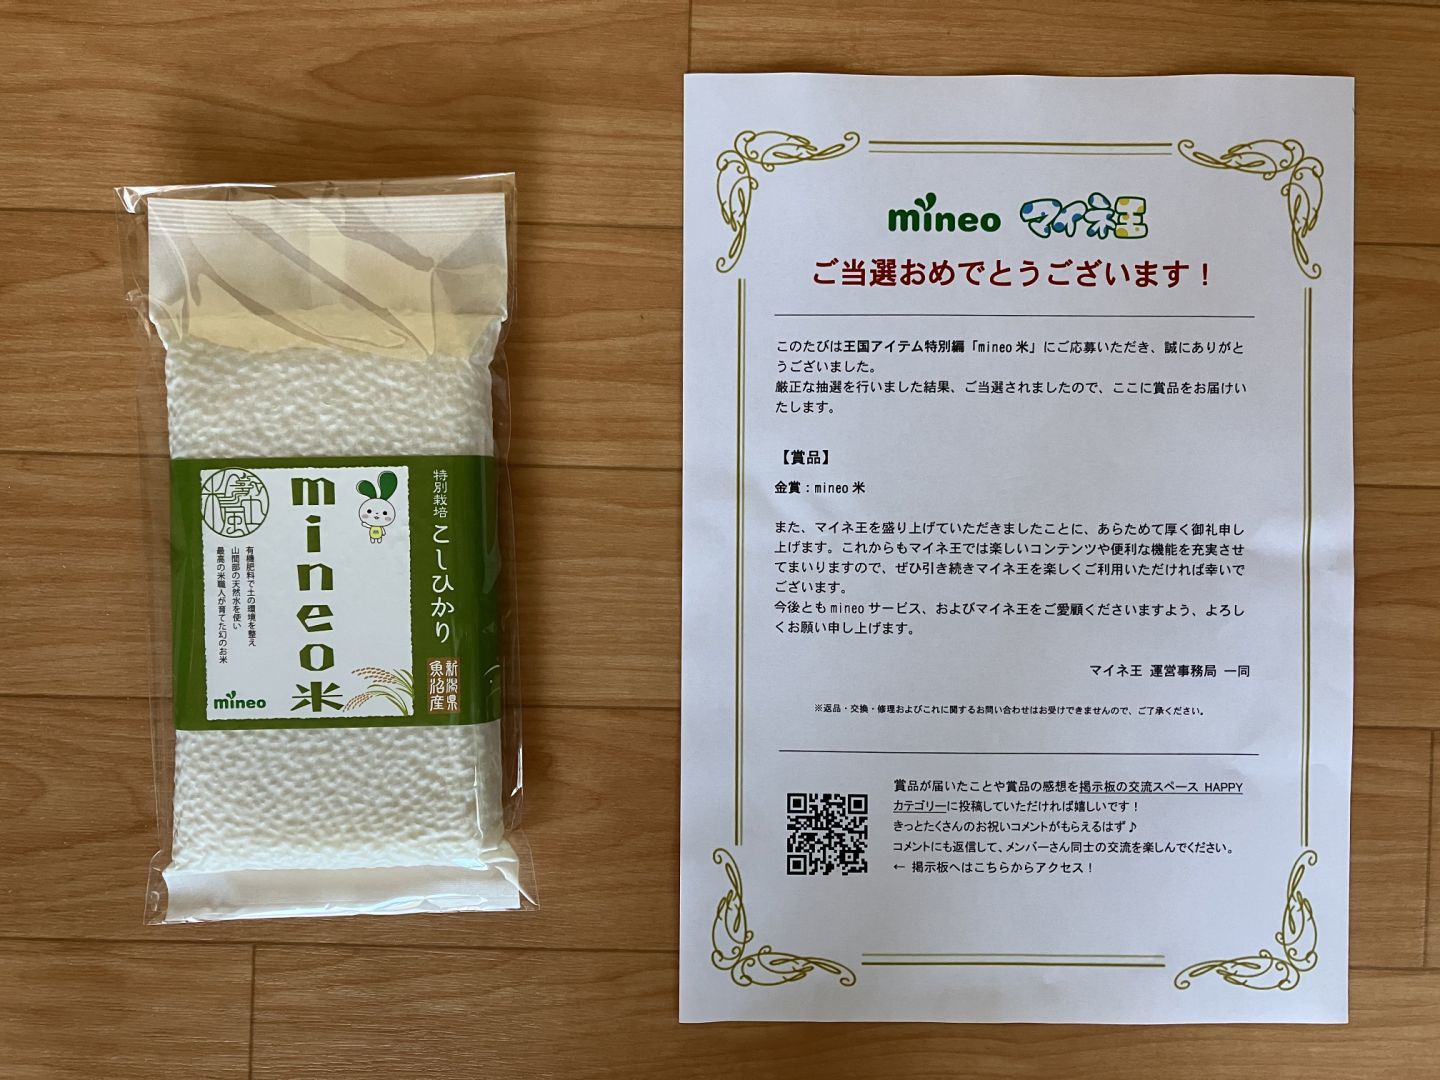 特別栽培 こしひかり
新潟県
魚沼産
mineo米
有機肥料で土の環境を整え
山間部の天然水を使い
最高の米職人が育てた幻のお米
mineo
mineo マイネ王
ご当選おめでとうございます！
このたびは王国アイテム特別編「mineo米」にご応募いただき、誠にありがと
うございました。
厳正な抽選を行いました結果、ご当選されましたので、ここに賞品をお届けい
たします。
【賞品】
金賞：mineo米
また、マイネ王を盛り上げていただきましたことに、あらためて厚く御礼申し
上げます。これからもマイネ王では楽しいコンテンツや便利な機能を充実させ
てまいりますので、ぜひ引き続きマイネ王を楽しくご利用いただければ幸いで
ございます。
今後ともmineoサービス、およびマイネ王をご愛顧くださいますよう、よろし
くお願い申し上げます。
マイネ王 運営事務局 一同
※返品・交換・修理およびこれに関するお問い合わせはお受けできませんので、ご了承ください。
賞品が届いたことや賞品の感想を掲示板の交流スペース HAPPY
カテゴリーに投稿していただければ嬉しいです！
きっとたくさんのお祝いコメントがもらえるはず♪
コメントにも返信して、メンバーさん同士の交流を楽しんでください。
← 掲示板へはこちらからアクセス！